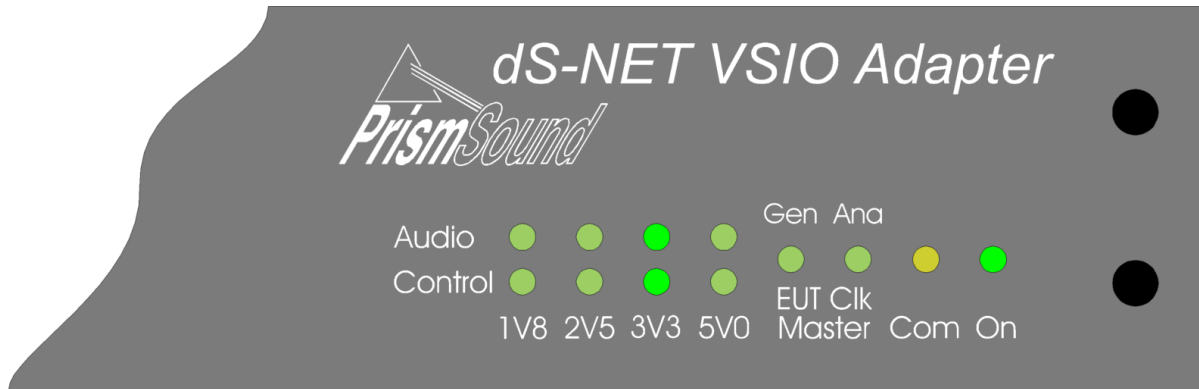 dS-NET VSIO Adapter
PrismSound
Gen Ana
Audio
Control
EUT Clk
1V8 2V5 3V3 5V0 Master Com On